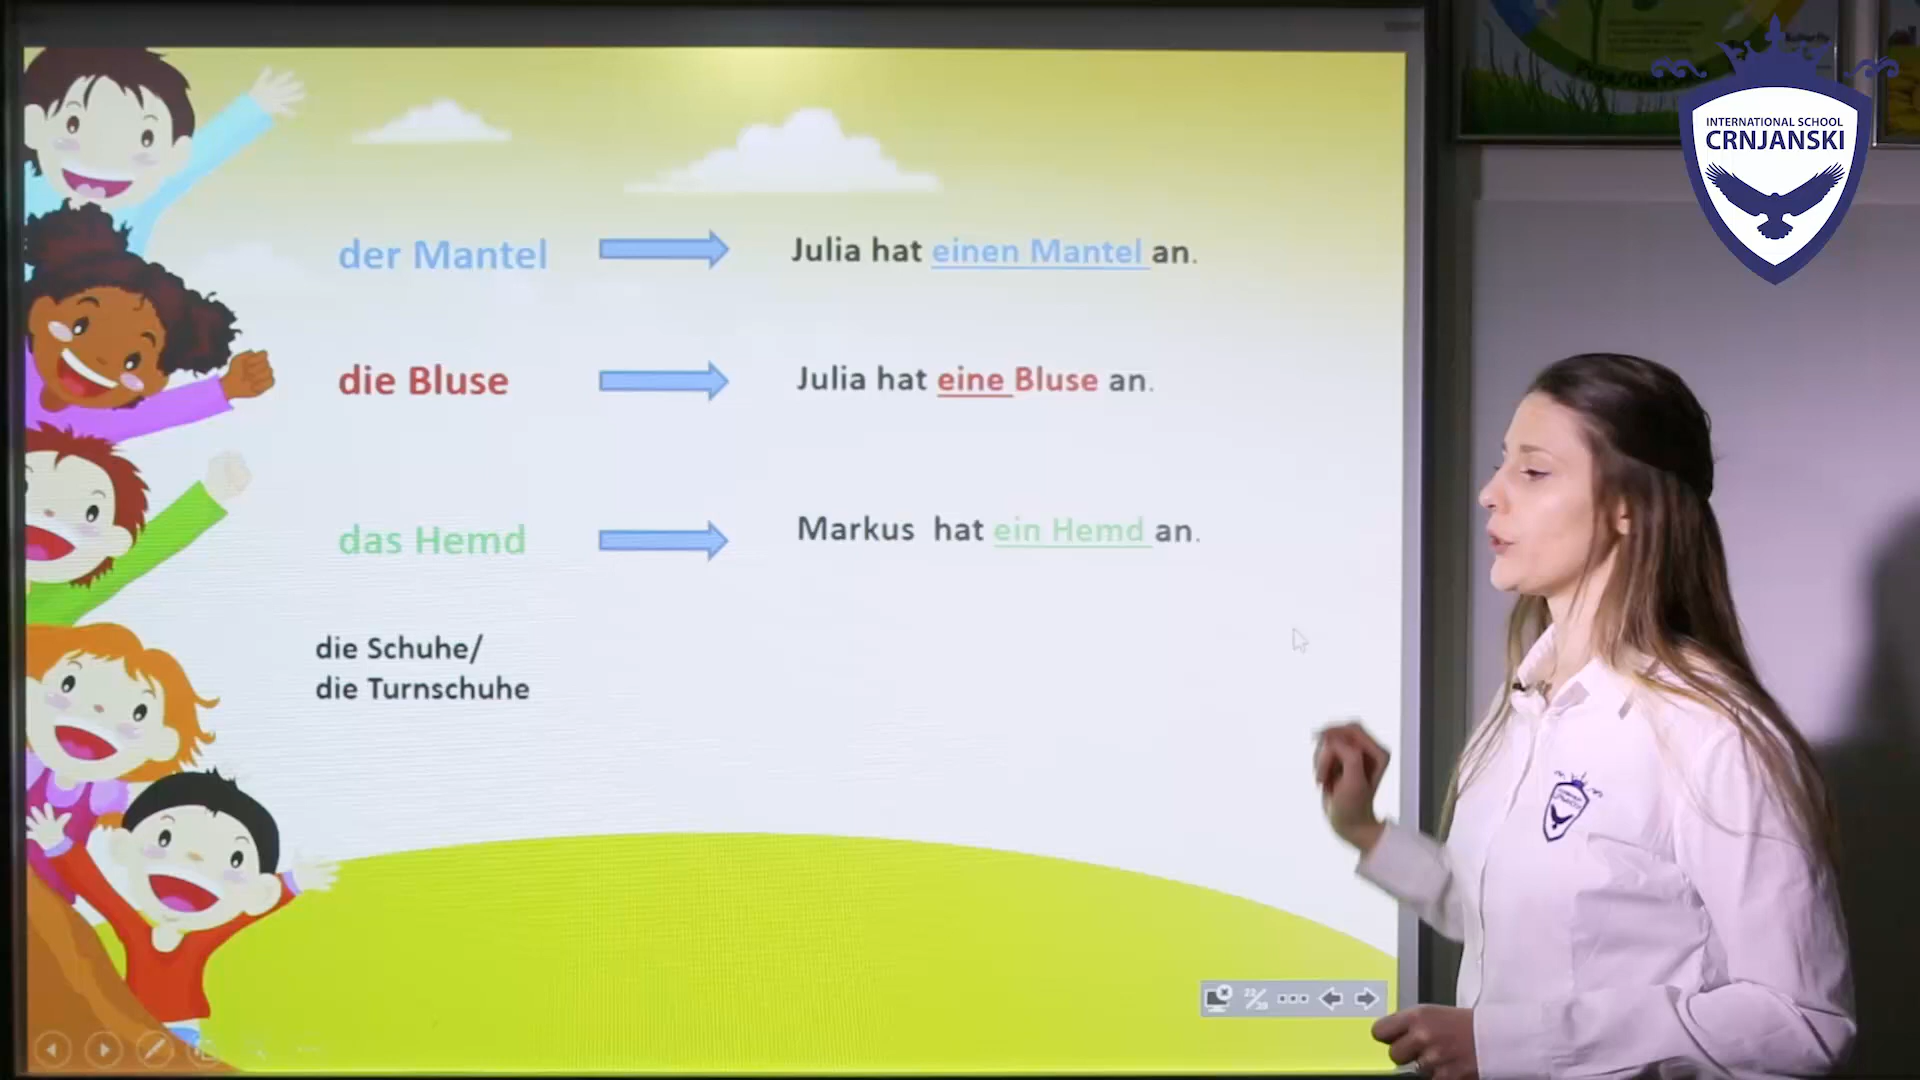 der Mantel
Julia hat einen Mantel an.
die Bluse
Julia hat eine Bluse an.
das Hemd
Markus hat ein Hemd an.
die Schuhe/
die Turnschuhe
INTERNATIONAL SCHOOL
CRNJANSKI